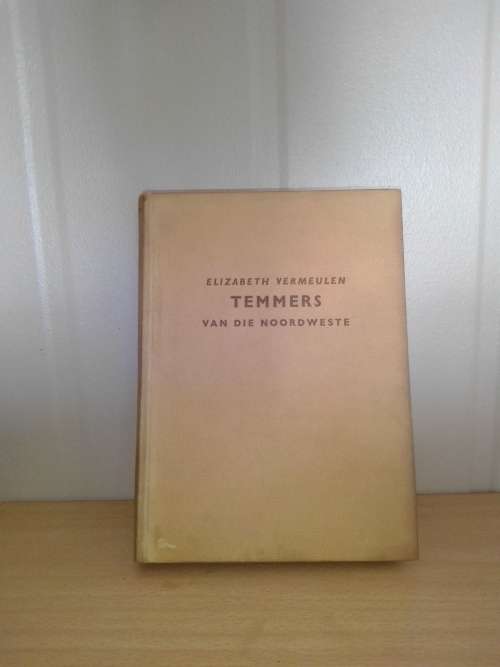 ELIZABETH VERMEULEN
TEMMERS
VAN DIE NOORDWESTE